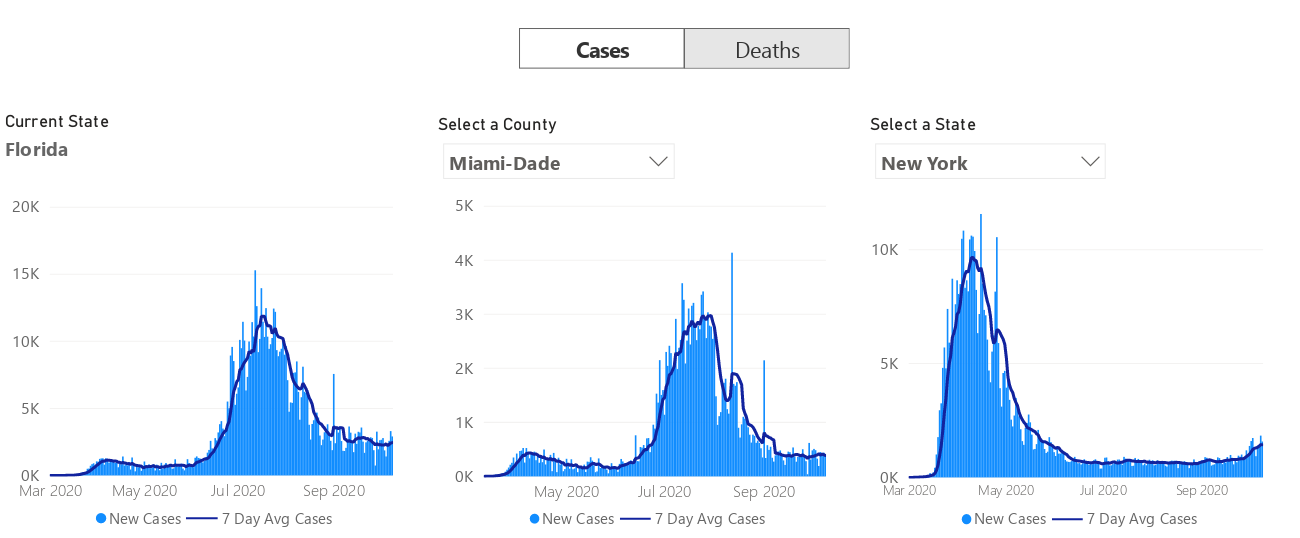 Cases Deaths
Current State
Florida
20K
15K
10K
5K
0K
Mar 2020 May 2020 Jul 2020 Sep 2020
New Cases 7 Day Avg Cases
Select a County
Miami-Dade
5K
4K
3K
2K
1K
0K
May 2020 Jul 2020 Sep 2020
New Cases 7 Day Avg Cases
Select a State
New York
10K
5K
0K
Mar 2020 May 2020 Jul 2020 Sep 2020
New Cases 7 Day Avg Cases